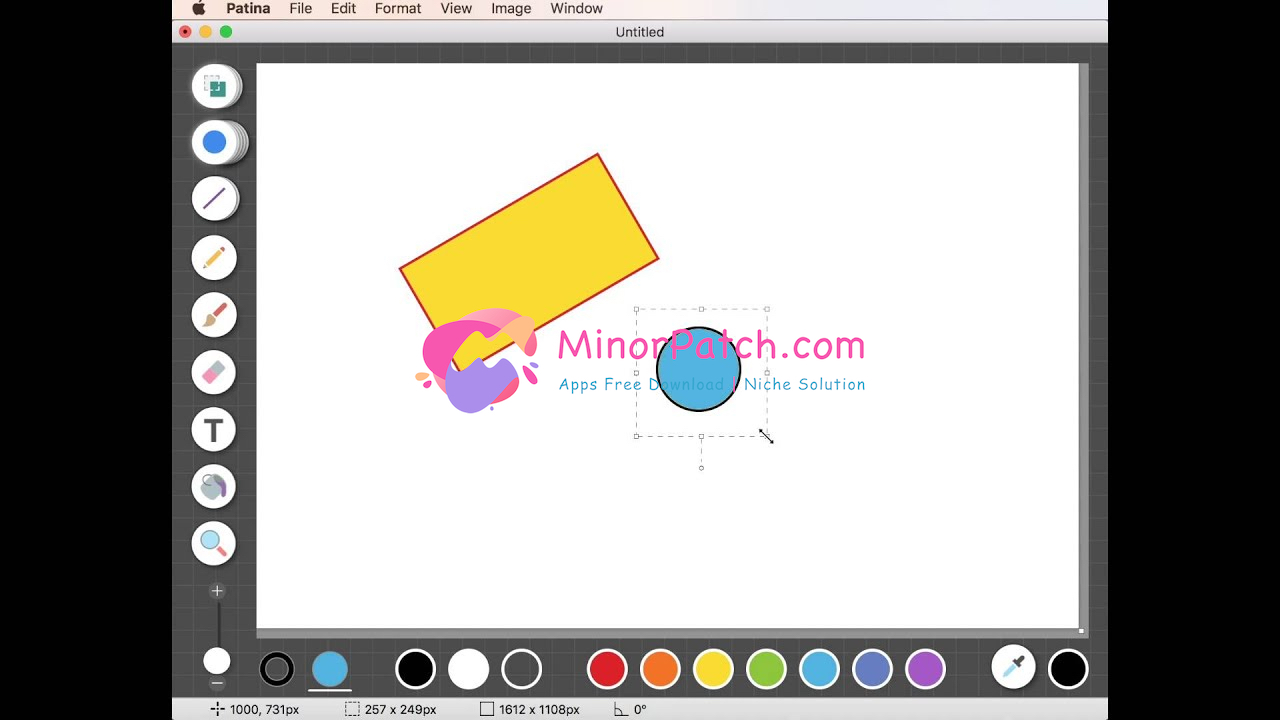 Patina File Edit Format View Image Window
Untitled
MinorPatch.com
Apps Free Download / Niche Solution
T
1000, 731px 257 x 249px 1612 x 1108px 0°